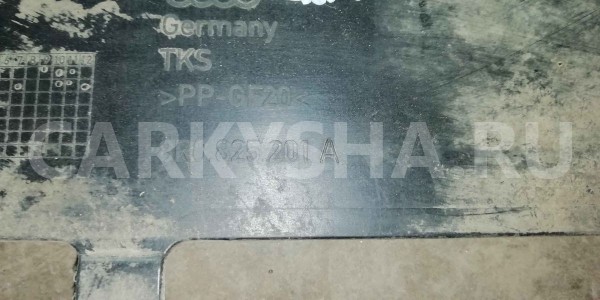 Germany
TKS
>PP-GF20<
825 201 A
CARKYSHA.RU